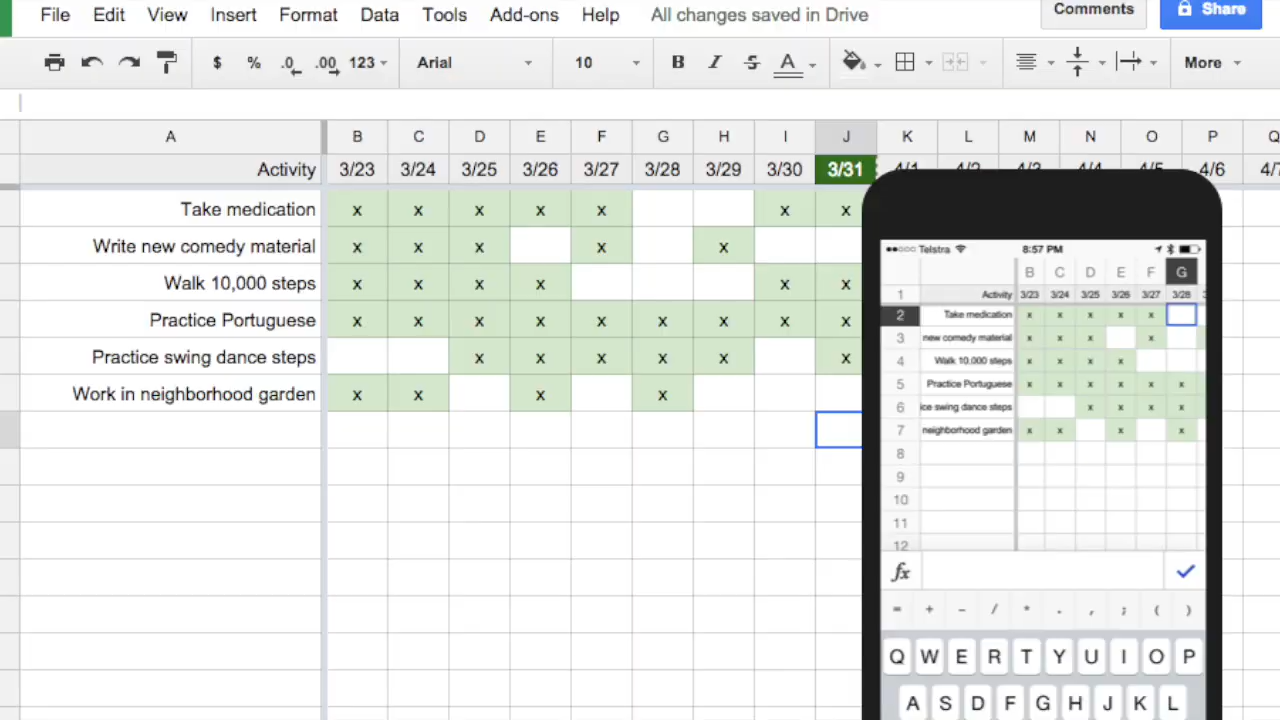 File Edit View Insert Format Data Tools Add-ons Help All changes saved in Drive Comments Share
$ % .0 .00 123 Arial 10 B I S A More
A B C D E F G H I J K L M N O P Q
Activity 3/23 3/24 3/25 3/26 3/27 3/28 3/29 3/30 3/31 4/1 4/2 4/3 4/4 4/5 4/6 4/7
Take medication x x x x x x x
Write new comedy material x x x x x
Walk 10,000 steps x x x x x x
Practice Portuguese x x x x x x x x x
Practice swing dance steps x x x x x x
Work in neighborhood garden x x x x
Telstra 8:57 PM
B C D E F G
1 Activity 3/23 3/24 3/25 3/26 3/27 3/28
2 Take medication x x x x x
3 new comedy material x x x x
4 Walk 10,000 steps x x x x
5 Practice Portuguese x x x x x x
6 ice swing dance steps x x x x
7 neighborhood garden x x x x
8
9
10
11
12
fx
= + - / * . , ; ( )
Q W E R T Y U I O P
A S D F G H J K L